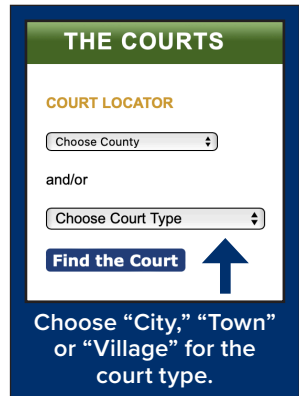 THE COURTS
COURT LOCATOR
Choose County
and/or
Choose Court Type
Find the Court
Choose “City,” “Town”
or “Village” for the
court type.